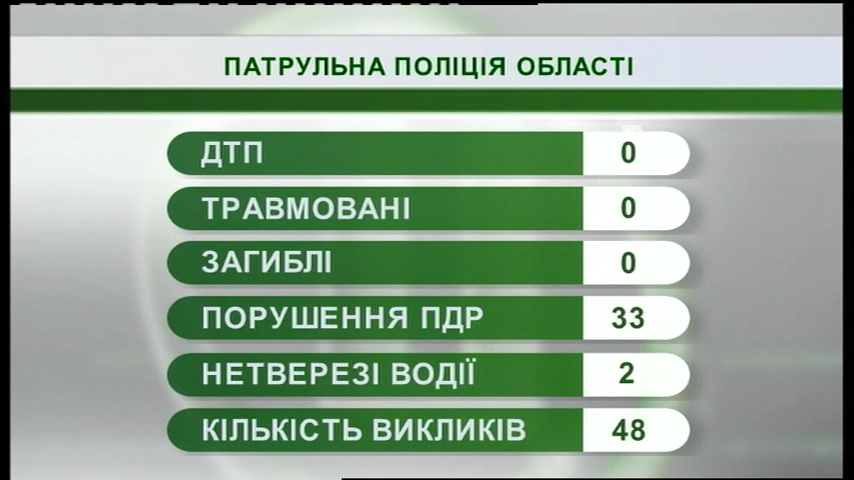 ПАТРУЛЬНА ПОЛІЦІЯ ОБЛАСТІ
ДТП 0
ТРАВМОВАНІ 0
ЗАГИБЛІ 0
ПОРУШЕННЯ ПДР 33
НЕТВЕРЕЗІ ВОДІЇ 2
КІЛЬКІСТЬ ВИКЛИКІВ 48